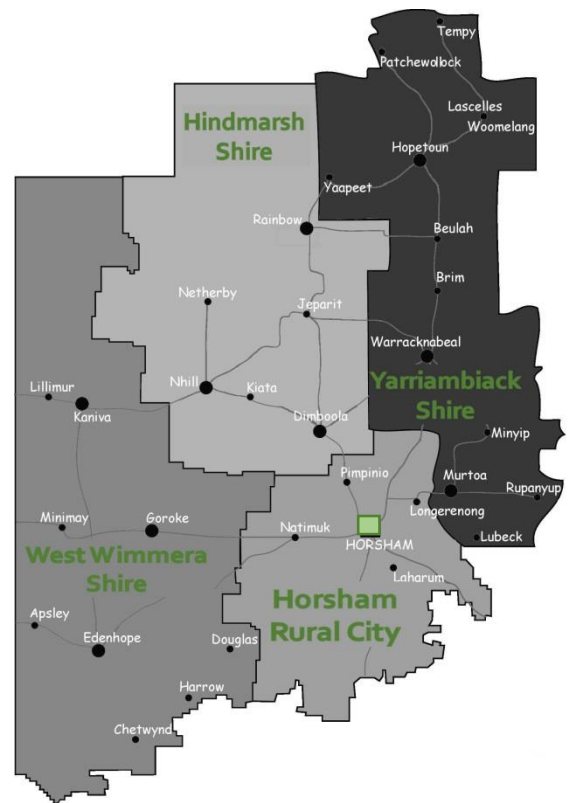 Tempy
Patchewollock
Lascelles
Woomelang
Hindmarsh
Shire
Hopetoun
Yaapeet
Rainbow
Beulah
Brim
Netherby
Jeparit
Warracknabeal
Yarriambiack
Shire
Lillimur
Kaniva
Nhill
Kiata
Dimboola
Minyip
Pimpinio
Murtoa
Rupanyup
Longerenong
Minimay
Goroke
Natimuk
HORSHAM
Lubeck
West Wimmera
Shire
Laharum
Horsham
Rural City
Apsley
Edenhope
Douglas
Harrow
Chetwynd